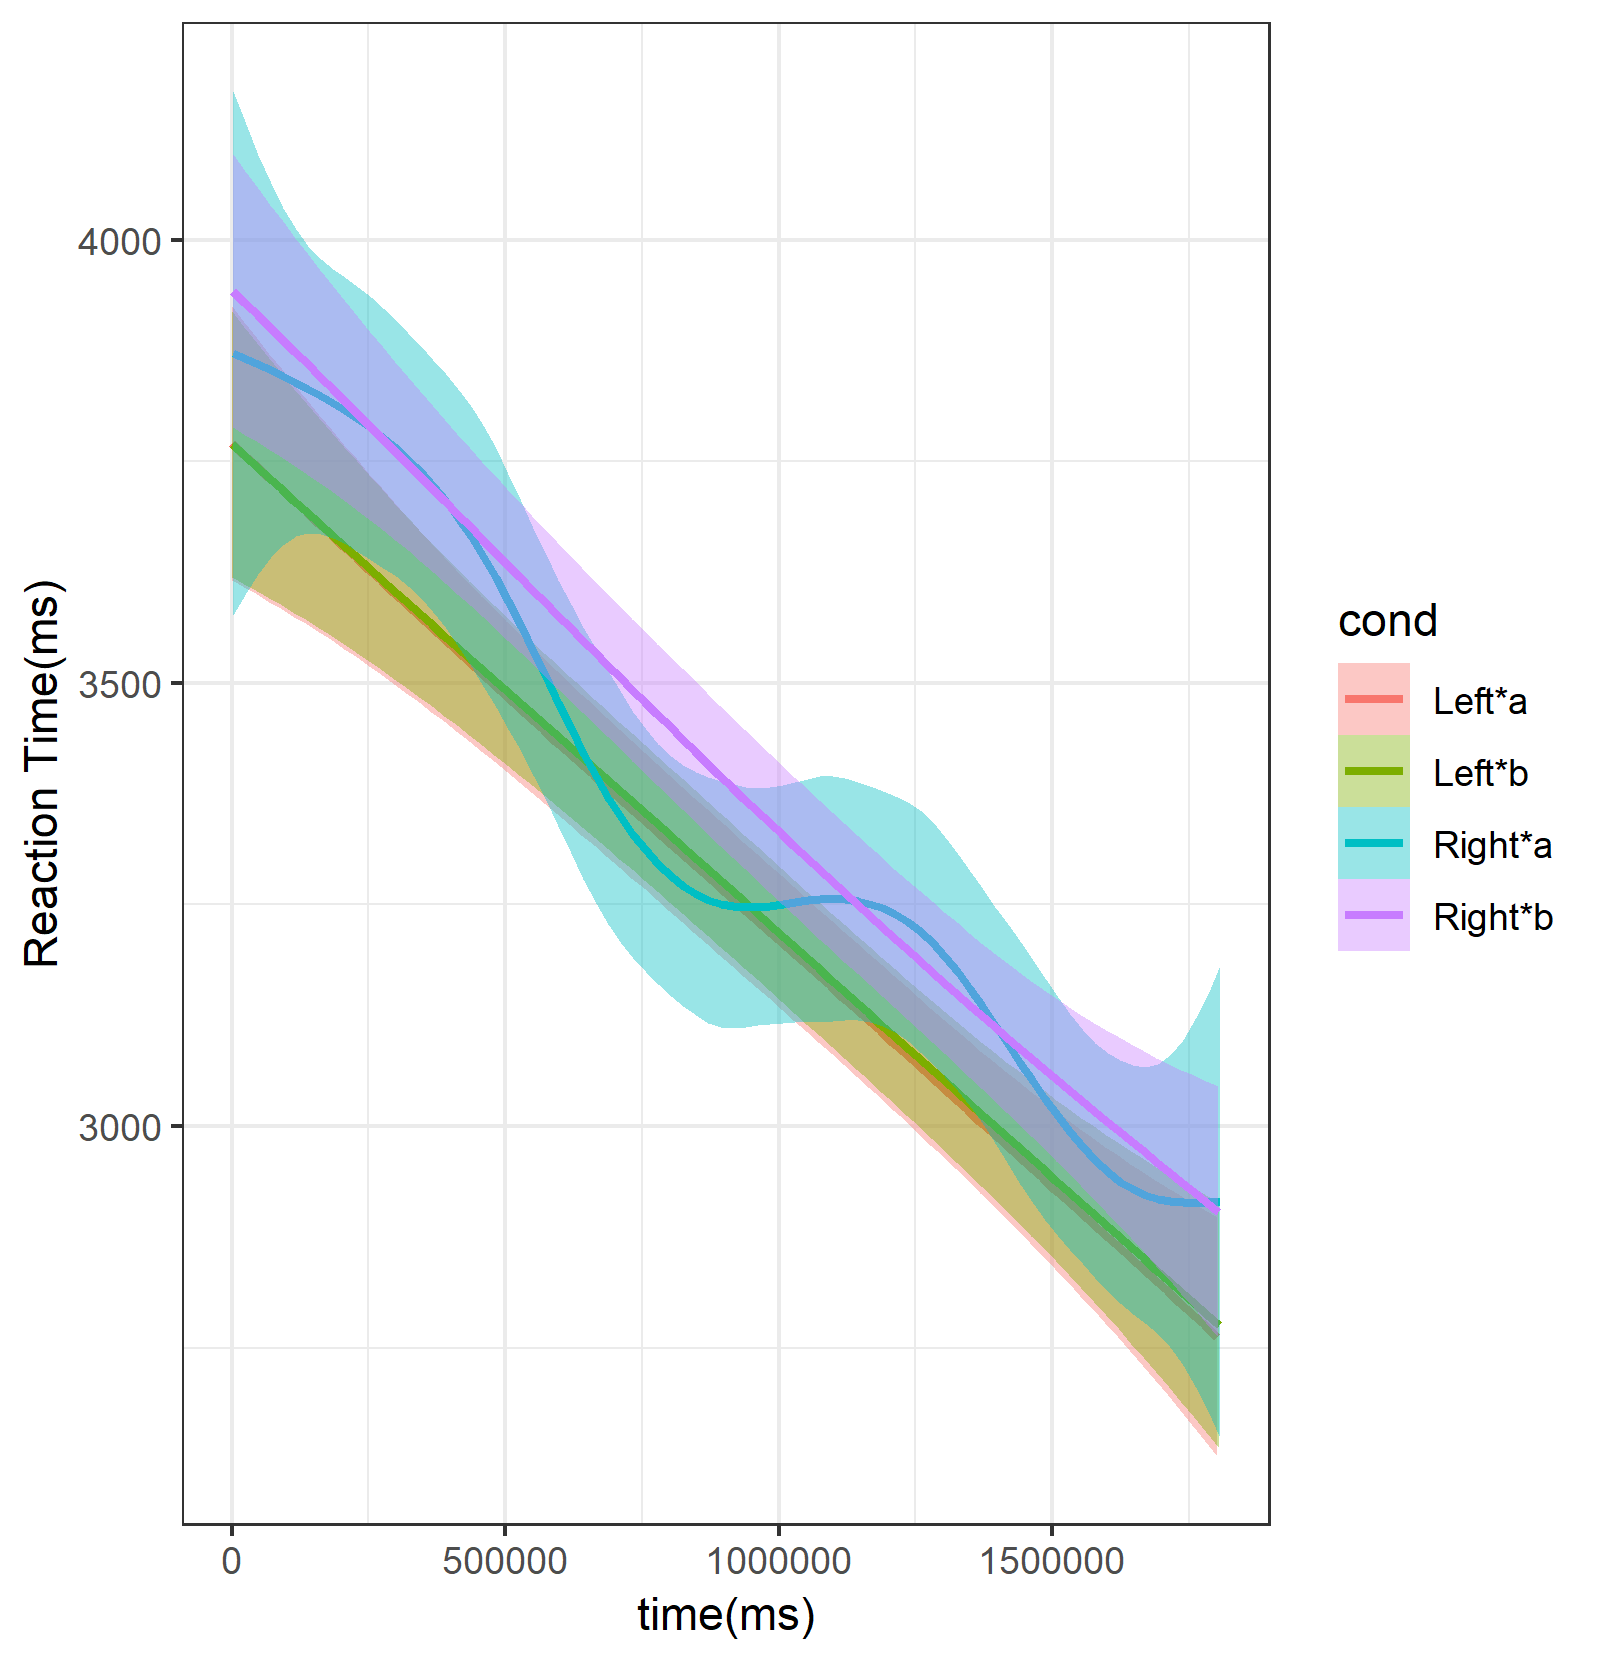 4000
3500
3000
Reaction Time(ms)
0 500000 1000000 1500000
time(ms)
cond
Left*a
Left*b
Right*a
Right*b